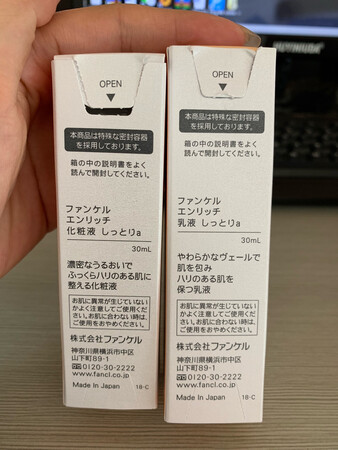 OPEN
本商品は特殊な密封容器
を採用しております。
箱の中の説明書をよく
読んで開封してください。
ファンケル
エンリッチ
化粧液 しっとりa
30mL
濃密なうるおいで
ふっくらハリのある肌に
整える化粧液
お肌に異常が生じていない
かよく注意してご使用くだ
さい。お肌に合わない時は、
ご使用をおやめください。
株式会社ファンケル
神奈川県横浜市中区
山下町89-1
0120-30-2222
www.fancl.co.jp
Made In Japan 18-C
OPEN
本商品は特殊な密封容器
を採用しております。
箱の中の説明書をよく
読んで開封してください。
ファンケル
エンリッチ
乳液 しっとりa
30mL
やわらかなヴェールで
肌を包み
ハリのある肌を
保つ乳液
お肌に異常が生じていない
かよく注意してご使用くだ
さい。お肌に合わない時は、
ご使用をおやめください。
株式会社ファンケル
神奈川県横浜市中区
山下町89-1
0120-30-2222
www.fancl.co.jp
Made In Japan 18-C